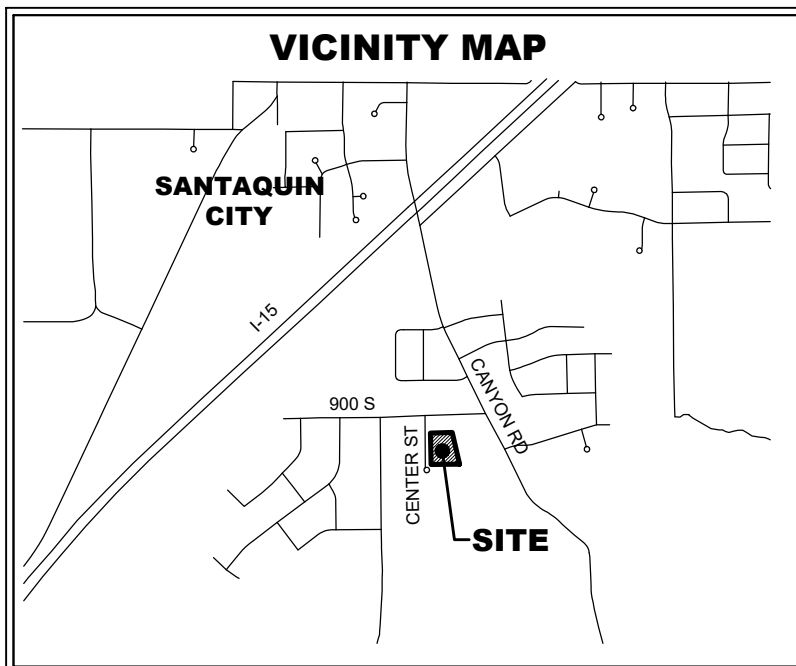 VICINITY MAP
SANTAQUIN
CITY
I-15
CANYON RD
900 S
CENTER ST
SITE